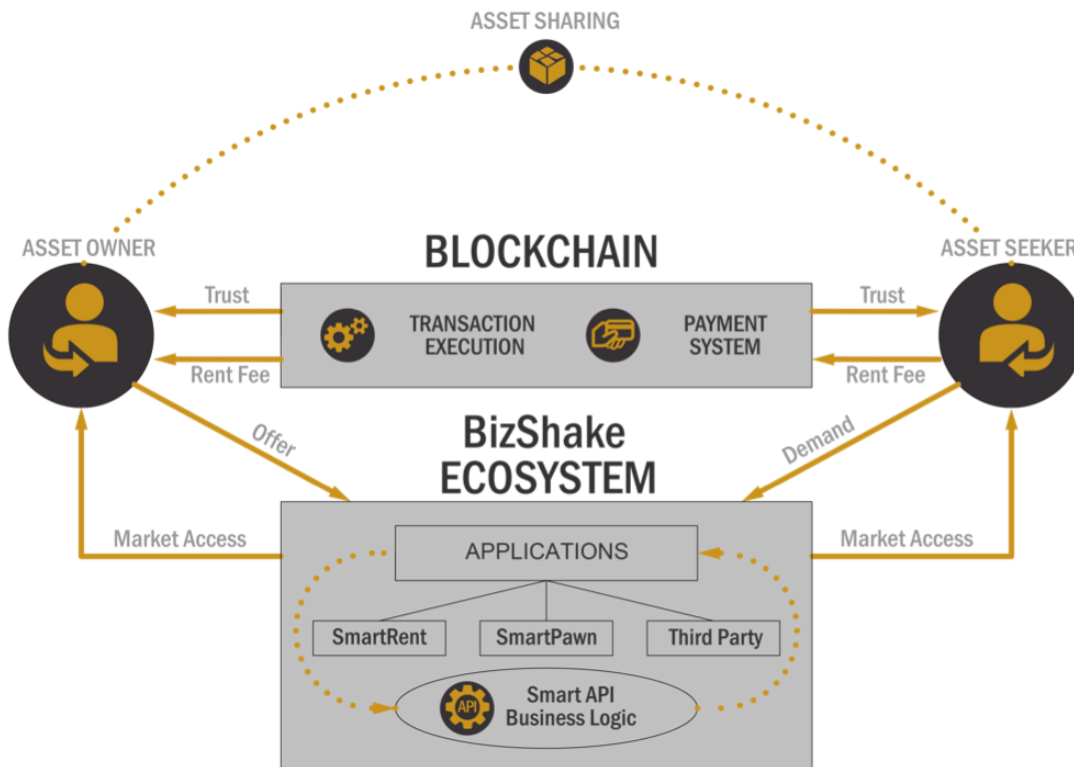 ASSET SHARING
ASSET OWNER
BLOCKCHAIN
ASSET SEEKER
Trust
TRANSACTION
EXECUTION
PAYMENT
SYSTEM
Trust
Rent Fee
Rent Fee
Offer
BizShake
ECOSYSTEM
Demand
Market Access
APPLICATIONS
Market Access
SmartRent
SmartPawn
Third Party
API
Smart API
Business Logic